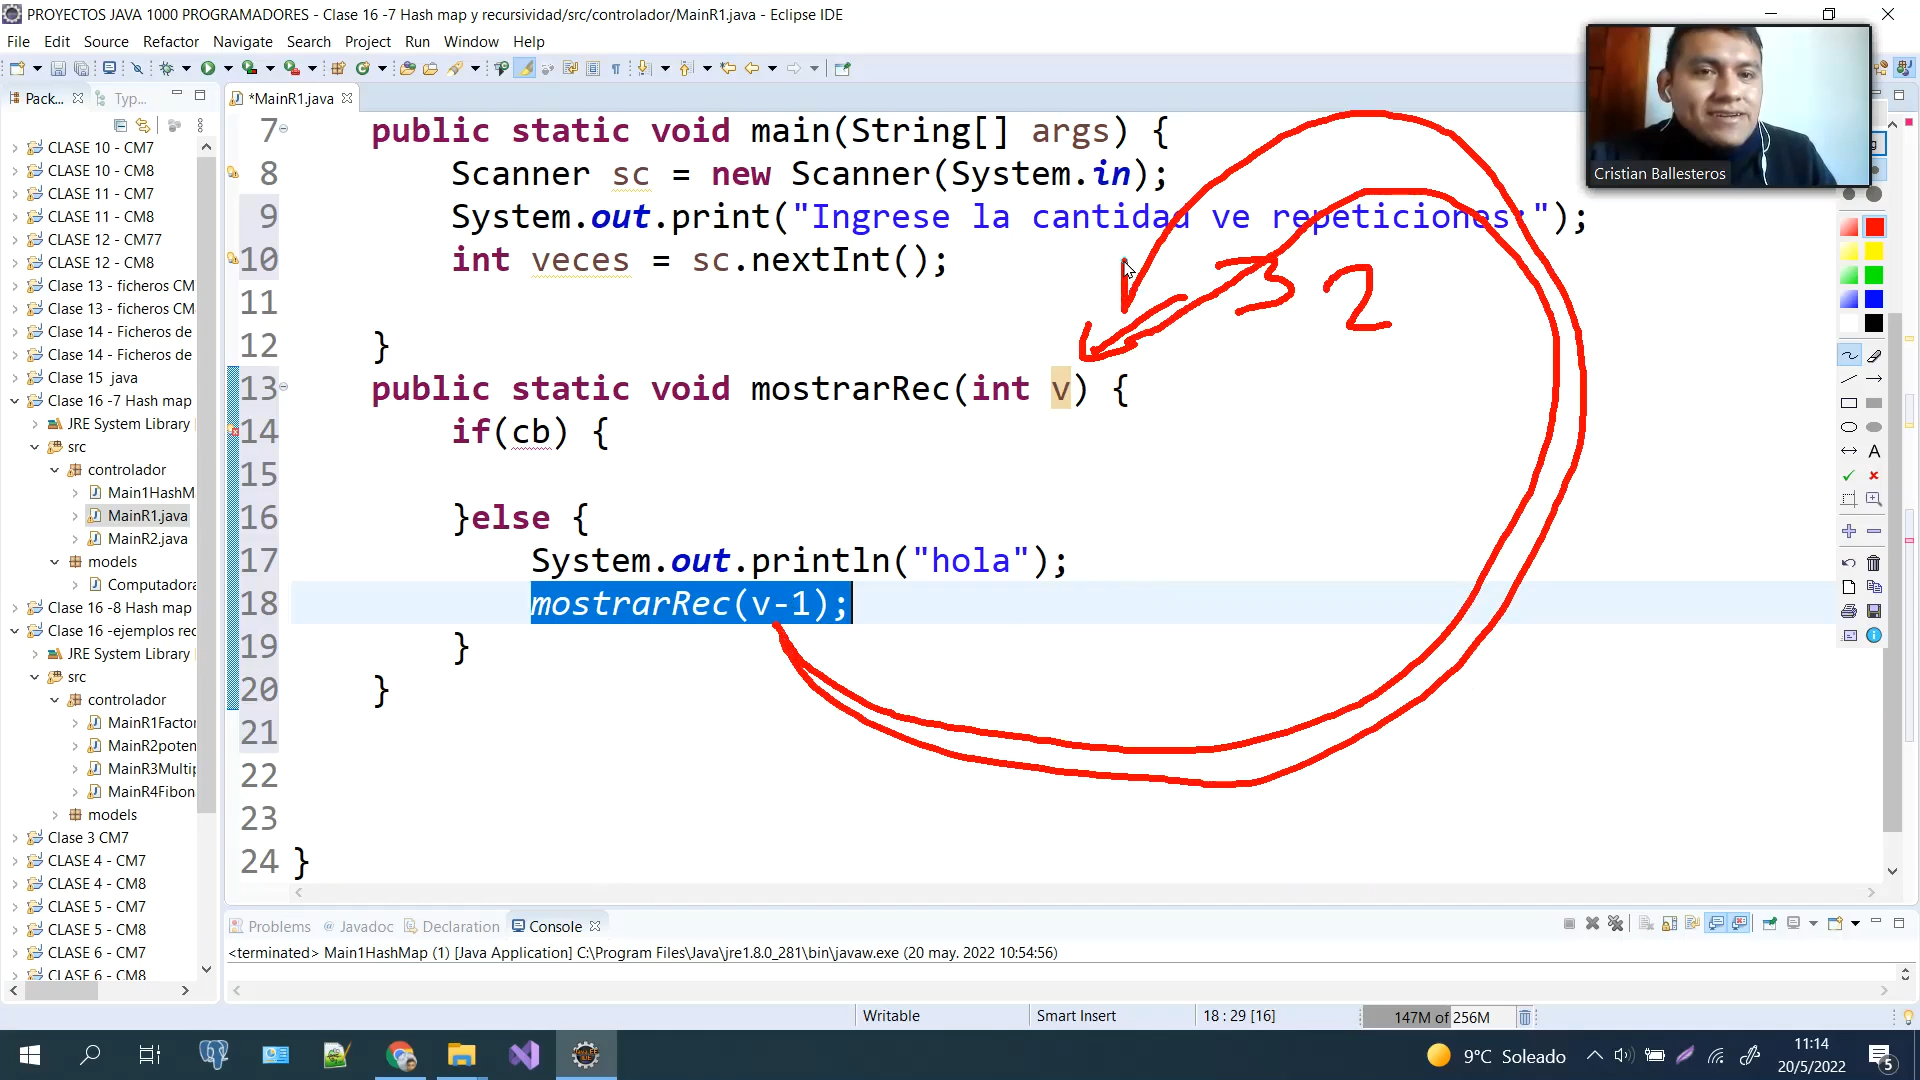 PROYECTOS JAVA 1000 PROGRAMADORES - Clase 16 -7 Hash map y recursividad/src/controlador/MainR1.java - Eclipse IDE
File Edit Source Refactor Navigate Search Project Run Window Help
Pack... Typ...
*MainR1.java
CLASE 10 - CM7
CLASE 10 - CM8
CLASE 11 - CM7
CLASE 11 - CM8
CLASE 12 - CM77
CLASE 12 - CM8
Clase 13 - ficheros CM
Clase 13 - ficheros CM
Clase 14 - Ficheros de
Clase 14 - Ficheros de
Clase 15 java
Clase 16 -7 Hash map
JRE System Library
src
controlador
Main1HashM
MainR1.java
MainR2.java
models
Computadora
Clase 16 -8 Hash map
Clase 16 -ejemplos rec
JRE System Library
src
controlador
MainR1Factor
MainR2poten
MainR3Multip
MainR4Fibon
models
Clase 3 CM7
CLASE 4 - CM7
CLASE 4 - CM8
CLASE 5 - CM7
CLASE 5 - CM8
CLASE 6 - CM7
CLASE 6 - CM8
7 public static void main(String[] args) {
8 Scanner sc = new Scanner(System.in);
9 System.out.print("Ingrese la cantidad ve repeticiones:");
10 int veces = sc.nextInt();
11
12 }
13 public static void mostrarRec(int v) {
14 if(cb) {
15
16 }else {
17 System.out.println("hola");
18 mostrarRec(v-1);
19 }
20 }
21
22
23
24 }
3 2
Cristian Ballesteros
A
Problems Javadoc Declaration Console
<terminated> Main1HashMap (1) [Java Application] C:\Program Files\Java\jre1.8.0_281\bin\javaw.exe (20 may. 2022 10:54:56)
Writable Smart Insert 18 : 29 [16] 147M of 256M
9°C Soleado 11:14
20/5/2022
5